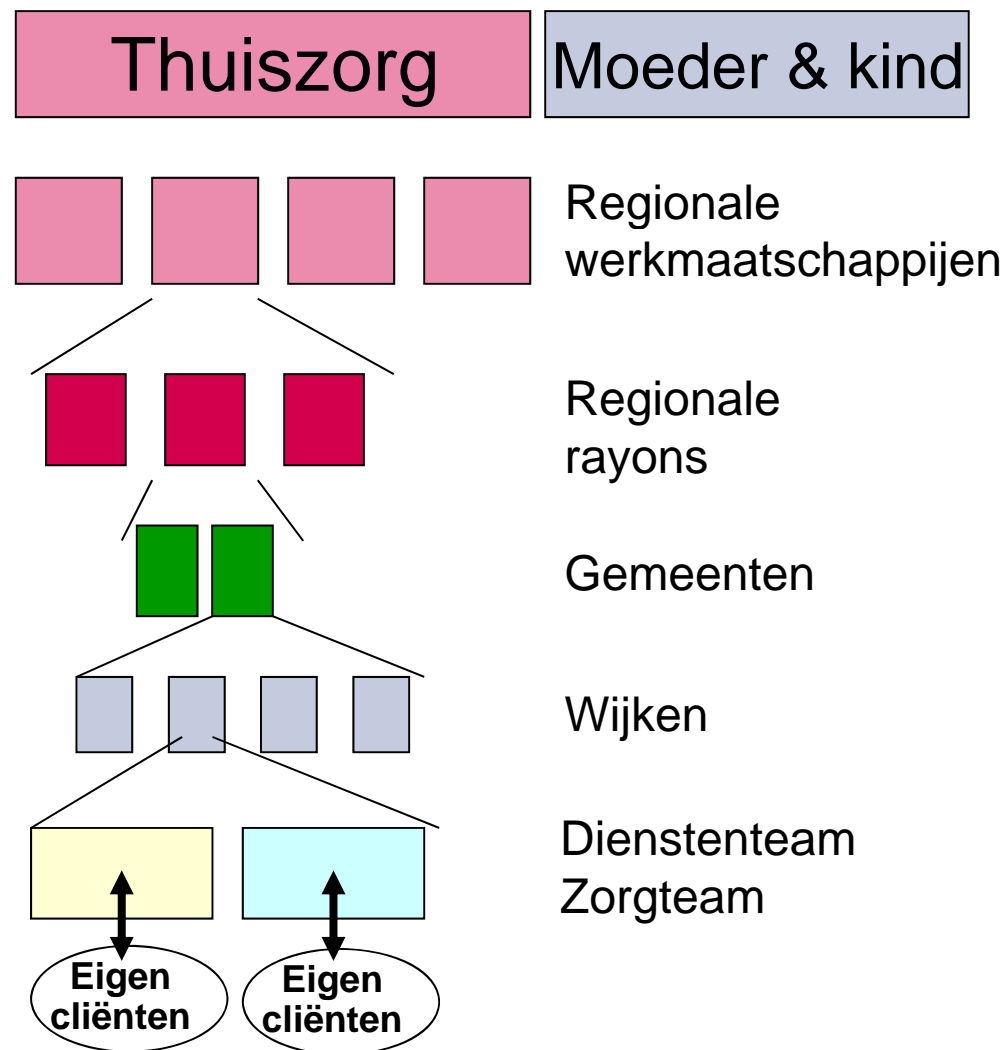 Thuiszorg
Moeder & kind
Regionale
werkmaatschappijen
Regionale
rayons
Gemeenten
Wijken
Dienstenteam
Zorgteam
Eigen
cliënten
Eigen
cliënten